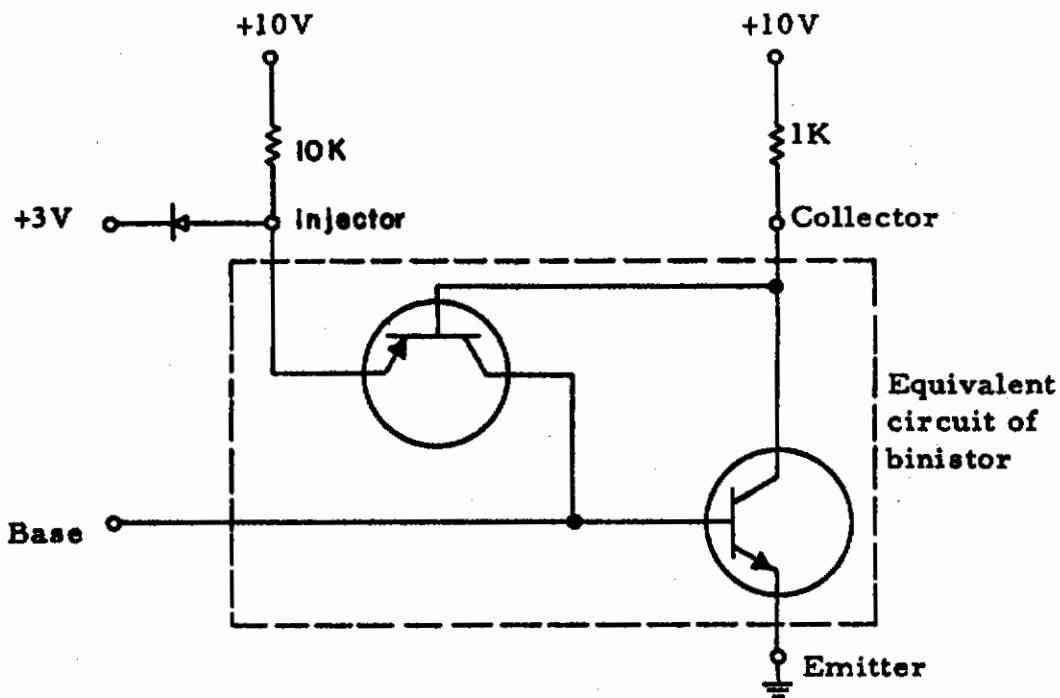 +10V
+10V
10K
1K
+3V
Injector
Collector
Equivalent
circuit of
binistor
Base
Emitter